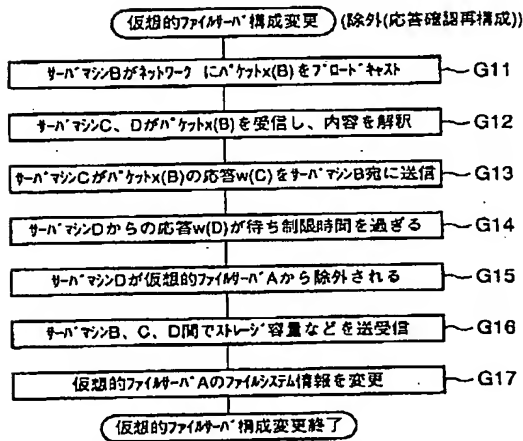 仮想的ファイルサーバ構成変更 (除外(応答確認再構成))
サーバマシンBがネットワークにパケットx(B)をブロードキャスト G11
サーバマシンC、Dがパケットx(B)を受信し、内容を解釈 G12
サーバマシンCがパケットx(B)の応答w(C)をサーバマシンB宛に送信 G13
サーバマシンDからの応答w(D)が待ち制限時間を過ぎる G14
サーバマシンDが仮想的ファイルサーバAから除外される G15
サーバマシンB、C、D間でストレージ容量などを送受信 G16
仮想的ファイルサーバAのファイルシステム情報を変更 G17
仮想的ファイルサーバ構成変更終了